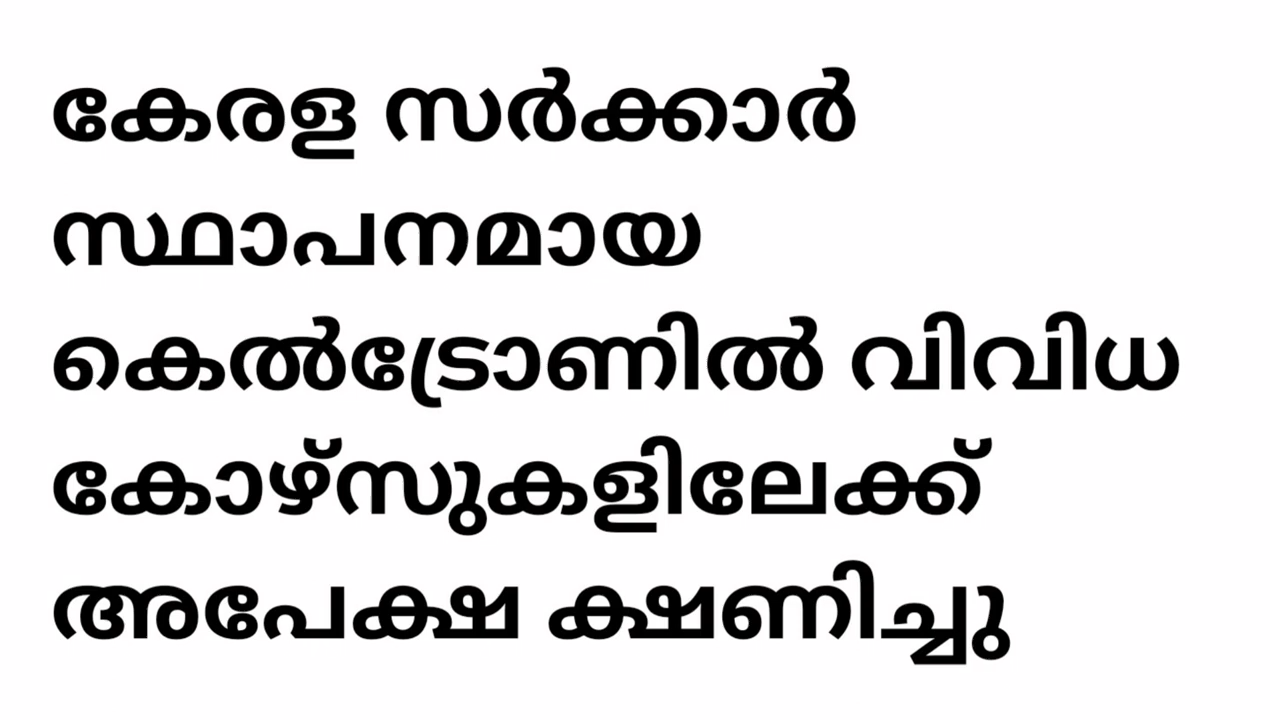 കേരള സർക്കാർ
സ്ഥാപനമായ
കെൽട്രോണിൽ വിവിധ
കോഴ്സുകളിലേക്ക്
അപേക്ഷ ക്ഷണിച്ചു